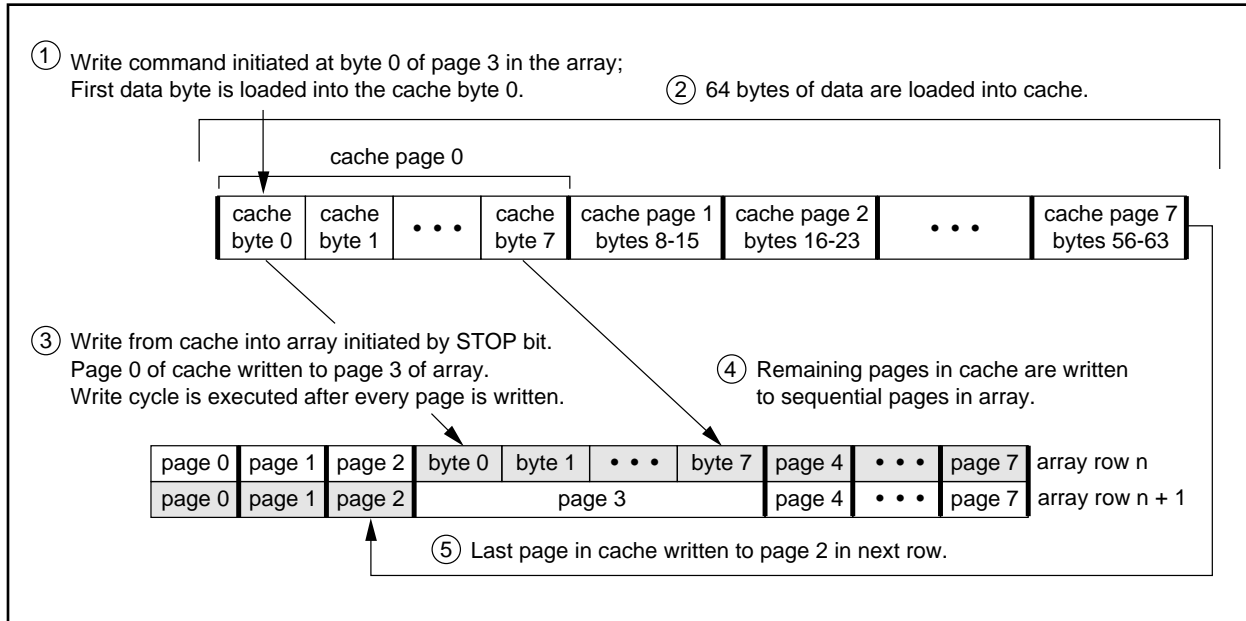 ① Write command initiated at byte 0 of page 3 in the array;
First data byte is loaded into the cache byte 0.
② 64 bytes of data are loaded into cache.
cache page 0
cache byte 0 cache byte 1 • • • cache byte 7 cache page 1 bytes 8-15 cache page 2 bytes 16-23 • • • cache page 7 bytes 56-63
③ Write from cache into array initiated by STOP bit.
Page 0 of cache written to page 3 of array.
Write cycle is executed after every page is written.
④ Remaining pages in cache are written
to sequential pages in array.
page 0 page 1 page 2 byte 0 byte 1 • • • byte 7 page 4 • • • page 7 array row n
page 0 page 1 page 2 page 3 page 4 • • • page 7 array row n + 1
⑤ Last page in cache written to page 2 in next row.